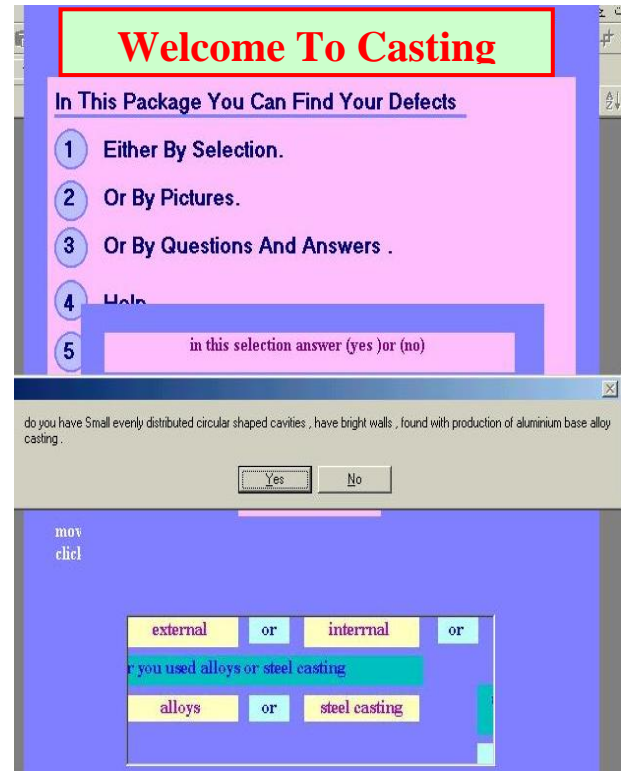 Welcome To Casting
In This Package You Can Find Your Defects
1 Either By Selection.
2 Or By Pictures.
3 Or By Questions And Answers .
4 Help
5
in this selection answer (yes )or (no)
do you have Small evenly distributed circular shaped cavities , have bright walls , found with production of aluminium base alloy
casting .
Yes No
mov
clicl
external or interrnal or
r you used alloys or steel casting
alloys or steel casting